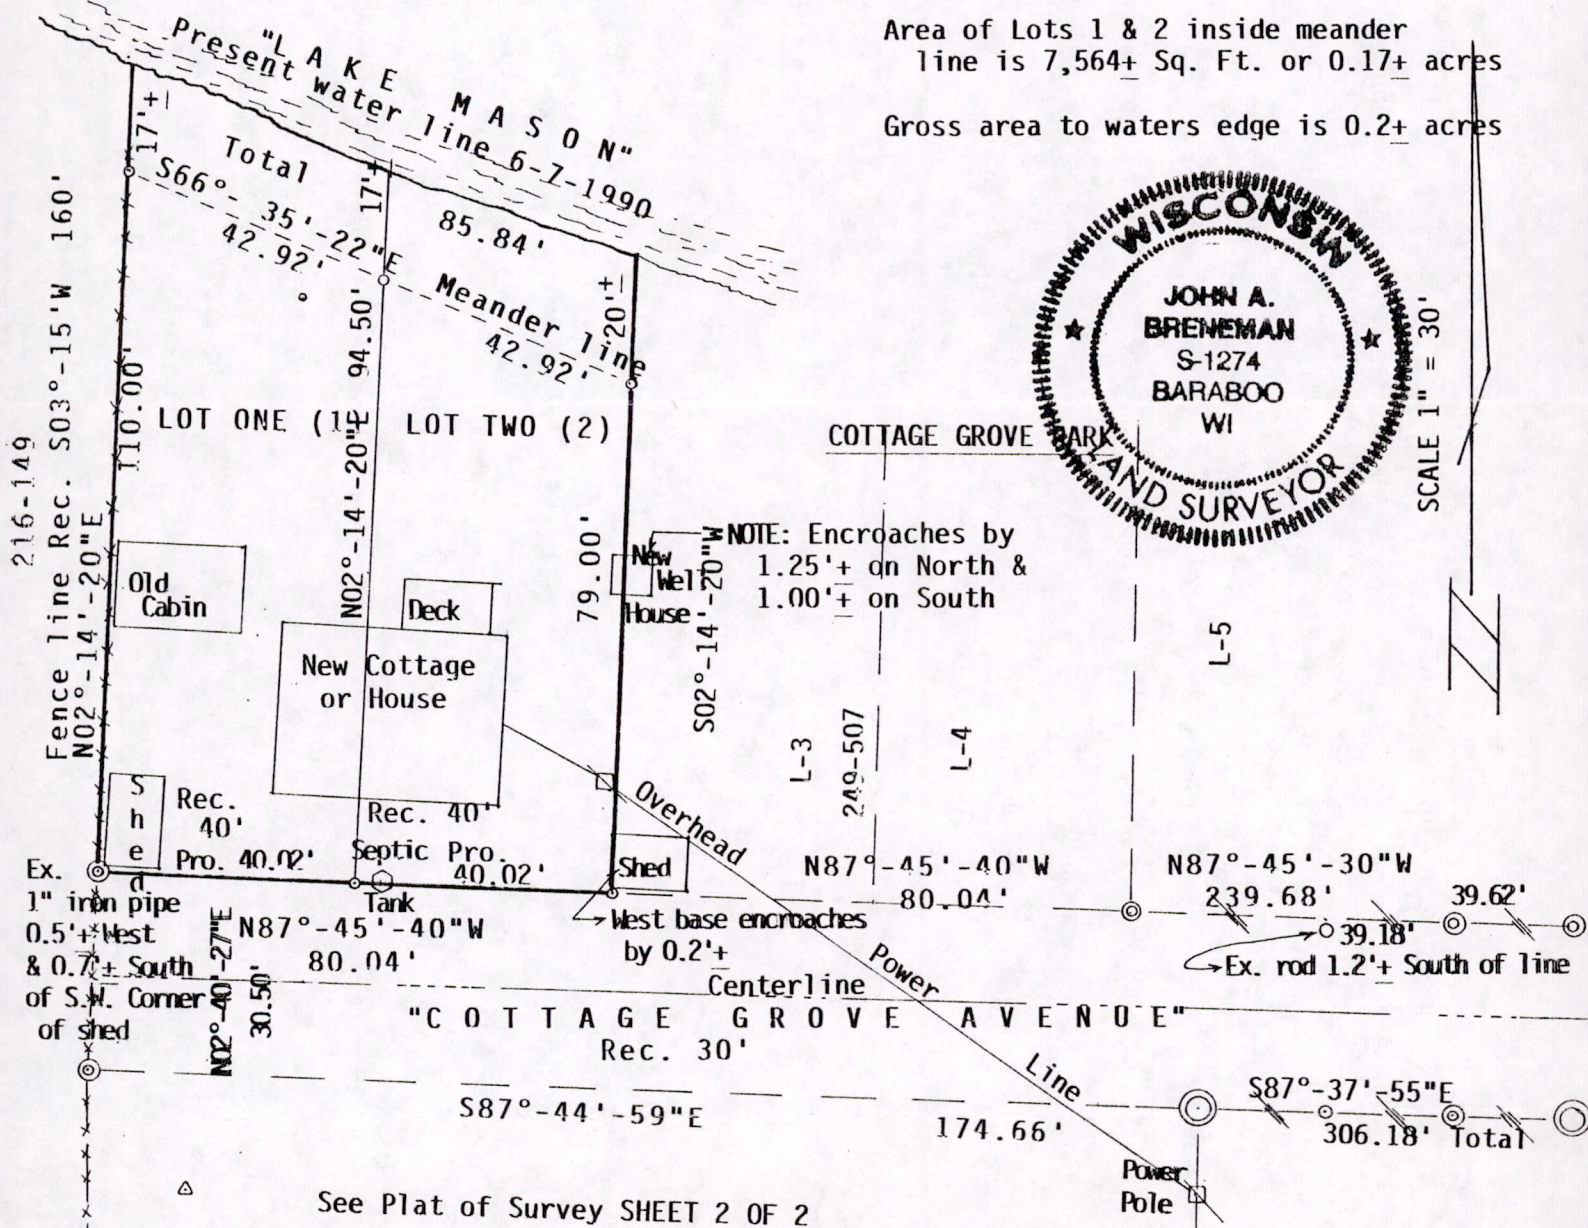 Area of Lots 1 & 2 inside meander
line is 7,564± Sq. Ft. or 0.17± acres
Gross area to waters edge is 0.2± acres
"L A K E M A S O N"
Present water line 6-7-1990
17'±
Total
85.84'
17'±
20'±
S66°-35'-22"E
Meander line
42.92'
42.92'
WISCONSIN
JOHN A.
BRENEMAN
S-1274
BARABOO
WI
LAND SURVEYOR
SCALE 1" = 30'
216-149
Fence line Rec. S03°-15'W 160'
N02°-14'-20"E
110.00'
LOT ONE (1)
N02°-14'-20"E 94.50'
LOT TWO (2)
79.00'
S02°-14'-20"W
COTTAGE GROVE PARK
NOTE: Encroaches by
1.25'± on North &
1.00'± on South
New
Well
House
Old
Cabin
Deck
New Cottage
or House
L-3
249-507
L-4
L-5
Shed
Rec.
40'
Pro. 40.02'
Rec. 40'
Septic
Tank
Pro.
40.02'
Shed
Overhead
Power
Line
N87°-45'-40"W
80.04'
N87°-45'-30"W
239.68'
39.62'
39.18'
Ex. rod 1.2'± South of line
Ex.
1" iron pipe
0.5'± West
& 0.7'± South
of S.W. Corner
of shed
N87°-45'-40"W
80.04'
West base encroaches
by 0.2'±
N02°-40'-27"E
30.50'
Centerline
"C O T T A G E G R O V E A V E N U E"
Rec. 30'
S87°-44'-59"E
174.66'
S87°-37'-55"E
306.18' Total
Power
Pole
See Plat of Survey SHEET 2 OF 2